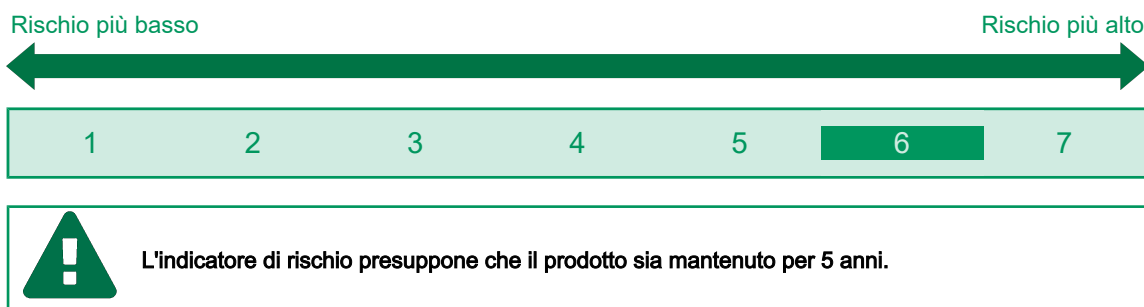 Rischio più basso Rischio più alto
1 2 3 4 5 6 7
L'indicatore di rischio presuppone che il prodotto sia mantenuto per 5 anni.